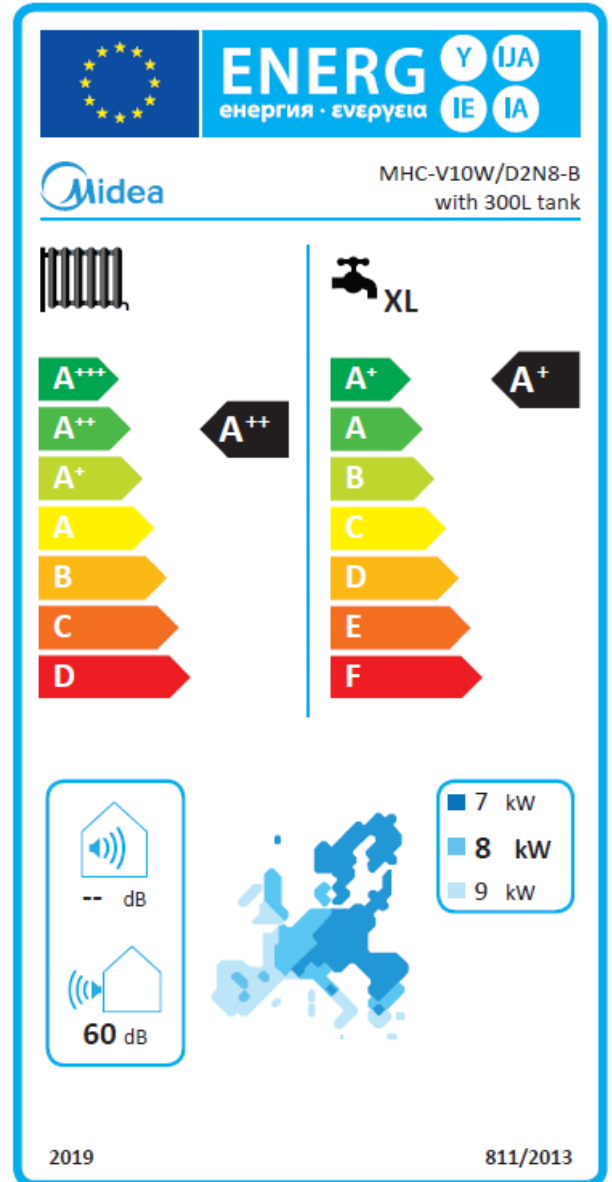 ENERG Y IJA
енергия · ενεργεια IE IA
Midea
MHC-V10W/D2N8-B
with 300L tank
XL
A+++
A++
A+
A
B
C
D
A++
A+
A
B
C
D
E
F
A+
-- dB
60 dB
7 kW
8 kW
9 kW
2019
811/2013